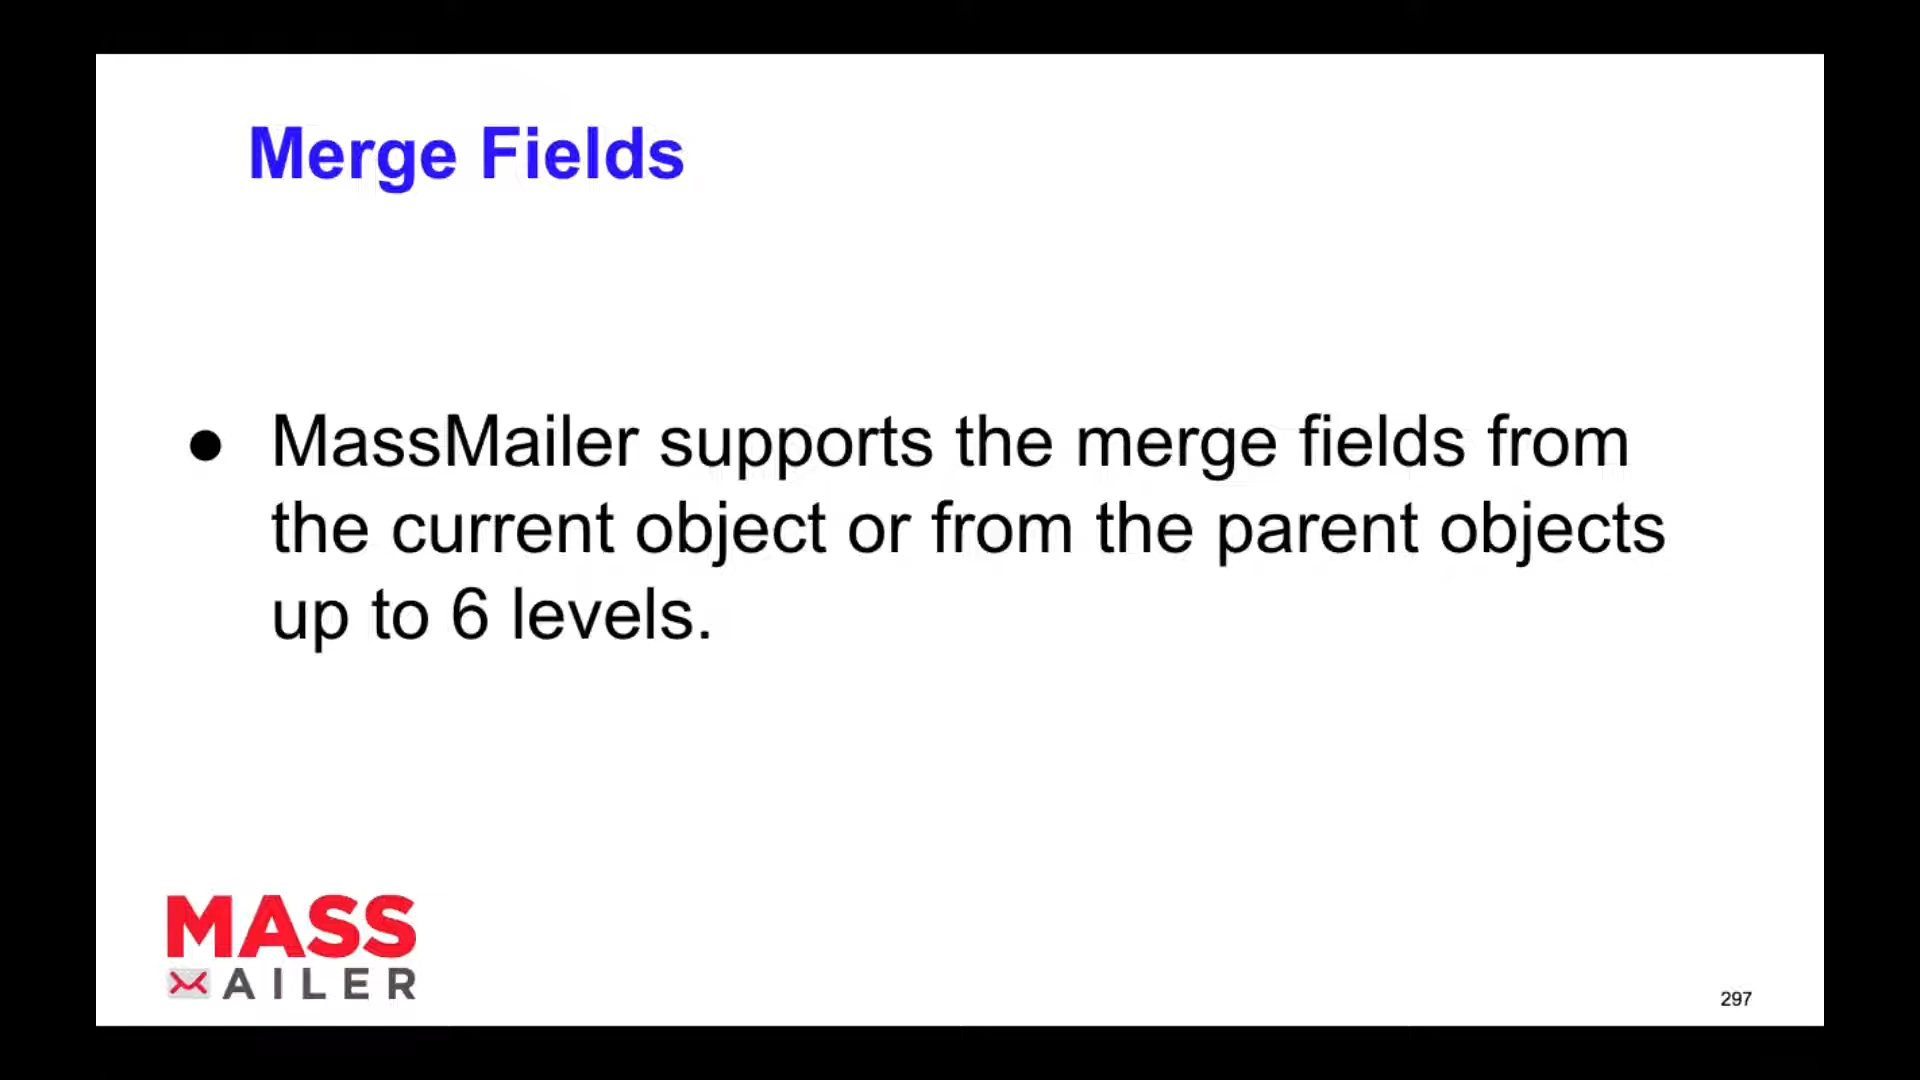 Merge Fields
● MassMailer supports the merge fields from
the current object or from the parent objects
up to 6 levels.
MASS
AILER
297